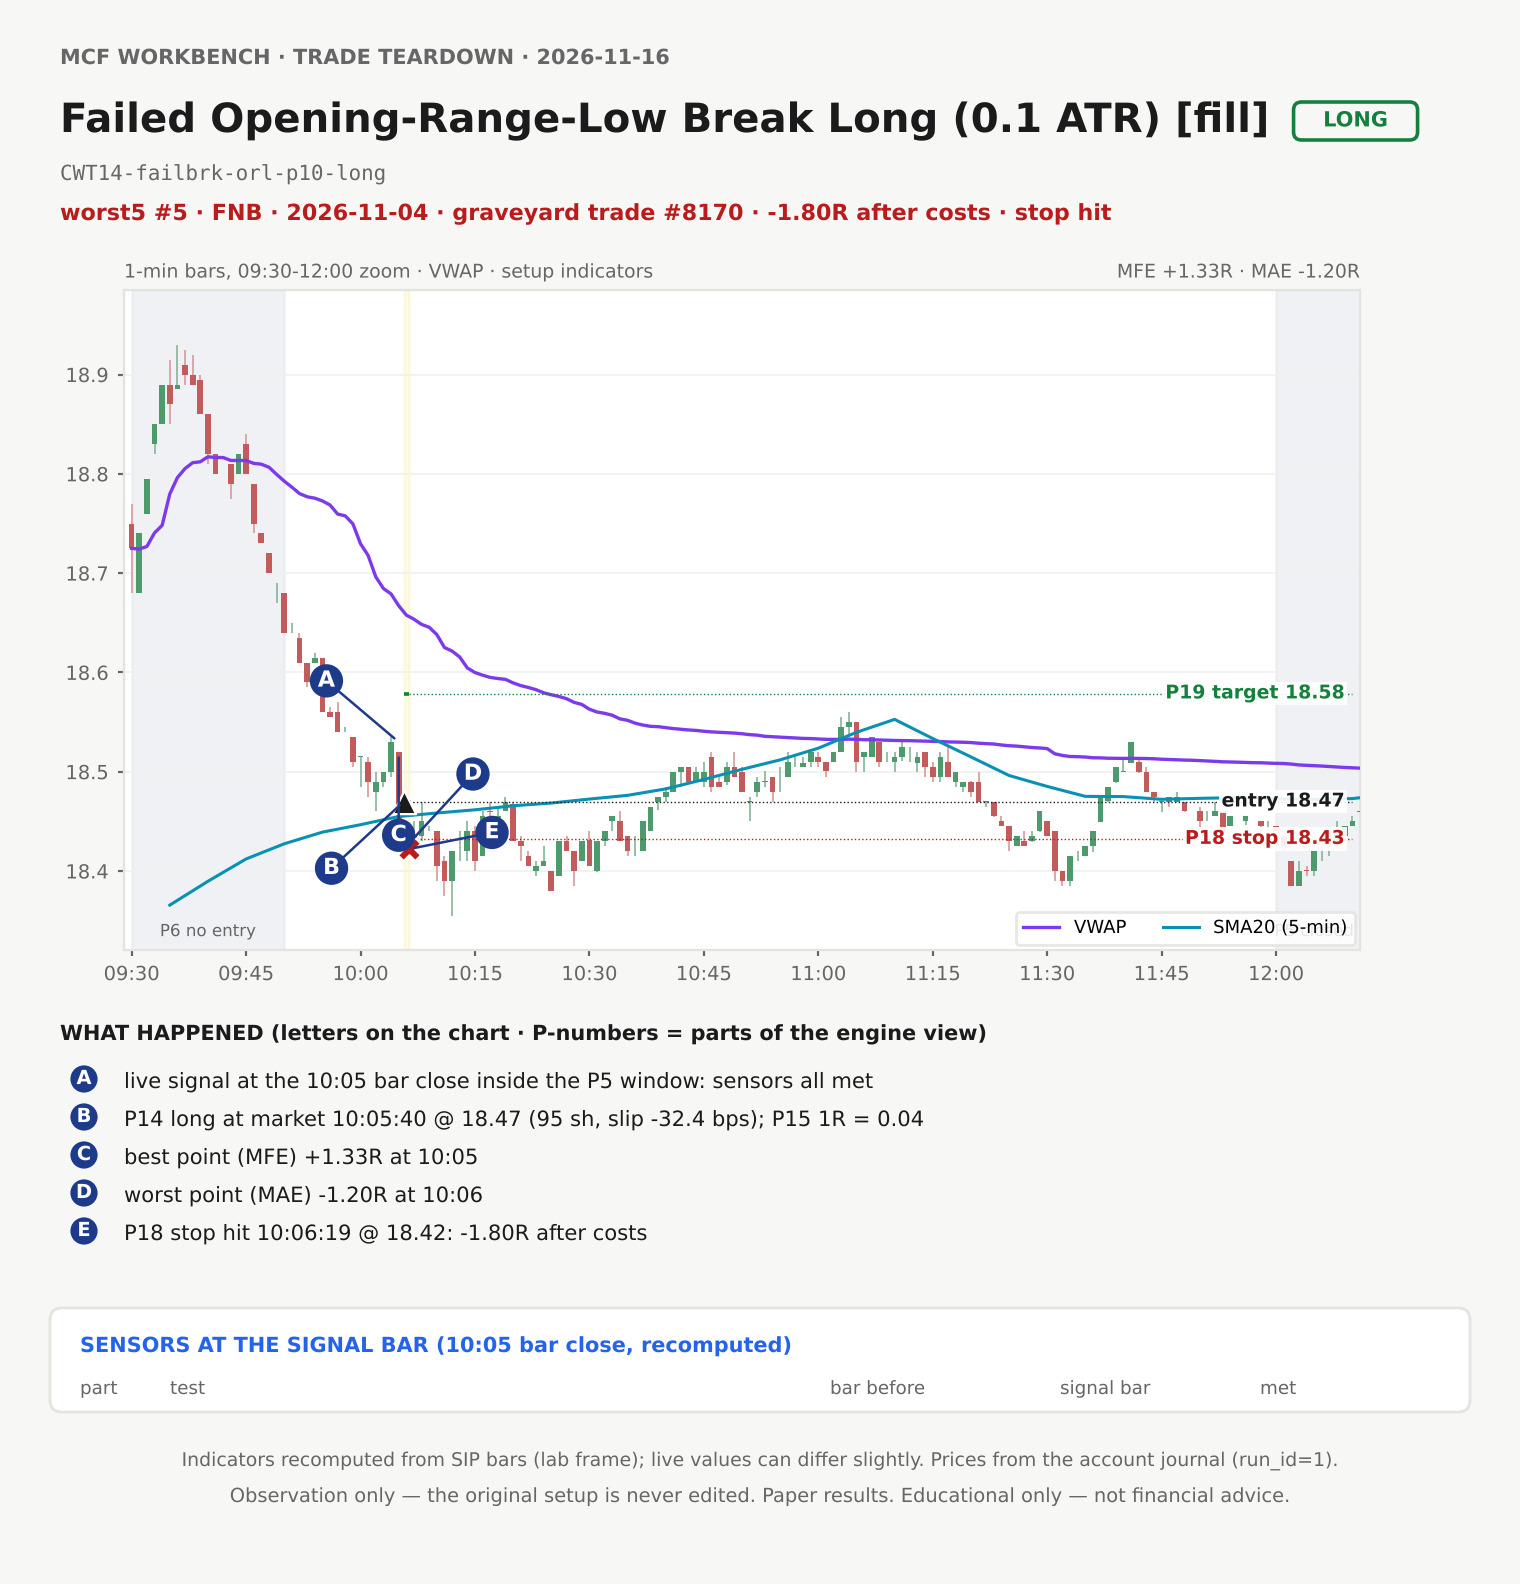 MCF WORKBENCH · TRADE TEARDOWN · 2026-11-16
Failed Opening-Range-Low Break Long (0.1 ATR) [fill]
LONG
CWT14-failbrk-orl-p10-long
worst5 #5 · FNB · 2026-11-04 · graveyard trade #8170 · -1.80R after costs · stop hit
1-min bars, 09:30-12:00 zoom · VWAP · setup indicators
MFE +1.33R · MAE -1.20R
18.9
18.8
18.7
18.6
18.5
18.4
A
B
C
D
E
P19 target 18.58
entry 18.47
P18 stop 18.43
P6 no entry
VWAP
SMA20 (5-min)
09:30
09:45
10:00
10:15
10:30
10:45
11:00
11:15
11:30
11:45
12:00
WHAT HAPPENED (letters on the chart · P-numbers = parts of the engine view)
A live signal at the 10:05 bar close inside the P5 window: sensors all met
B P14 long at market 10:05:40 @ 18.47 (95 sh, slip -32.4 bps); P15 1R = 0.04
C best point (MFE) +1.33R at 10:05
D worst point (MAE) -1.20R at 10:06
E P18 stop hit 10:06:19 @ 18.42: -1.80R after costs
SENSORS AT THE SIGNAL BAR (10:05 bar close, recomputed)
part test bar before signal bar met
Indicators recomputed from SIP bars (lab frame); live values can differ slightly. Prices from the account journal (run_id=1).
Observation only — the original setup is never edited. Paper results. Educational only — not financial advice.